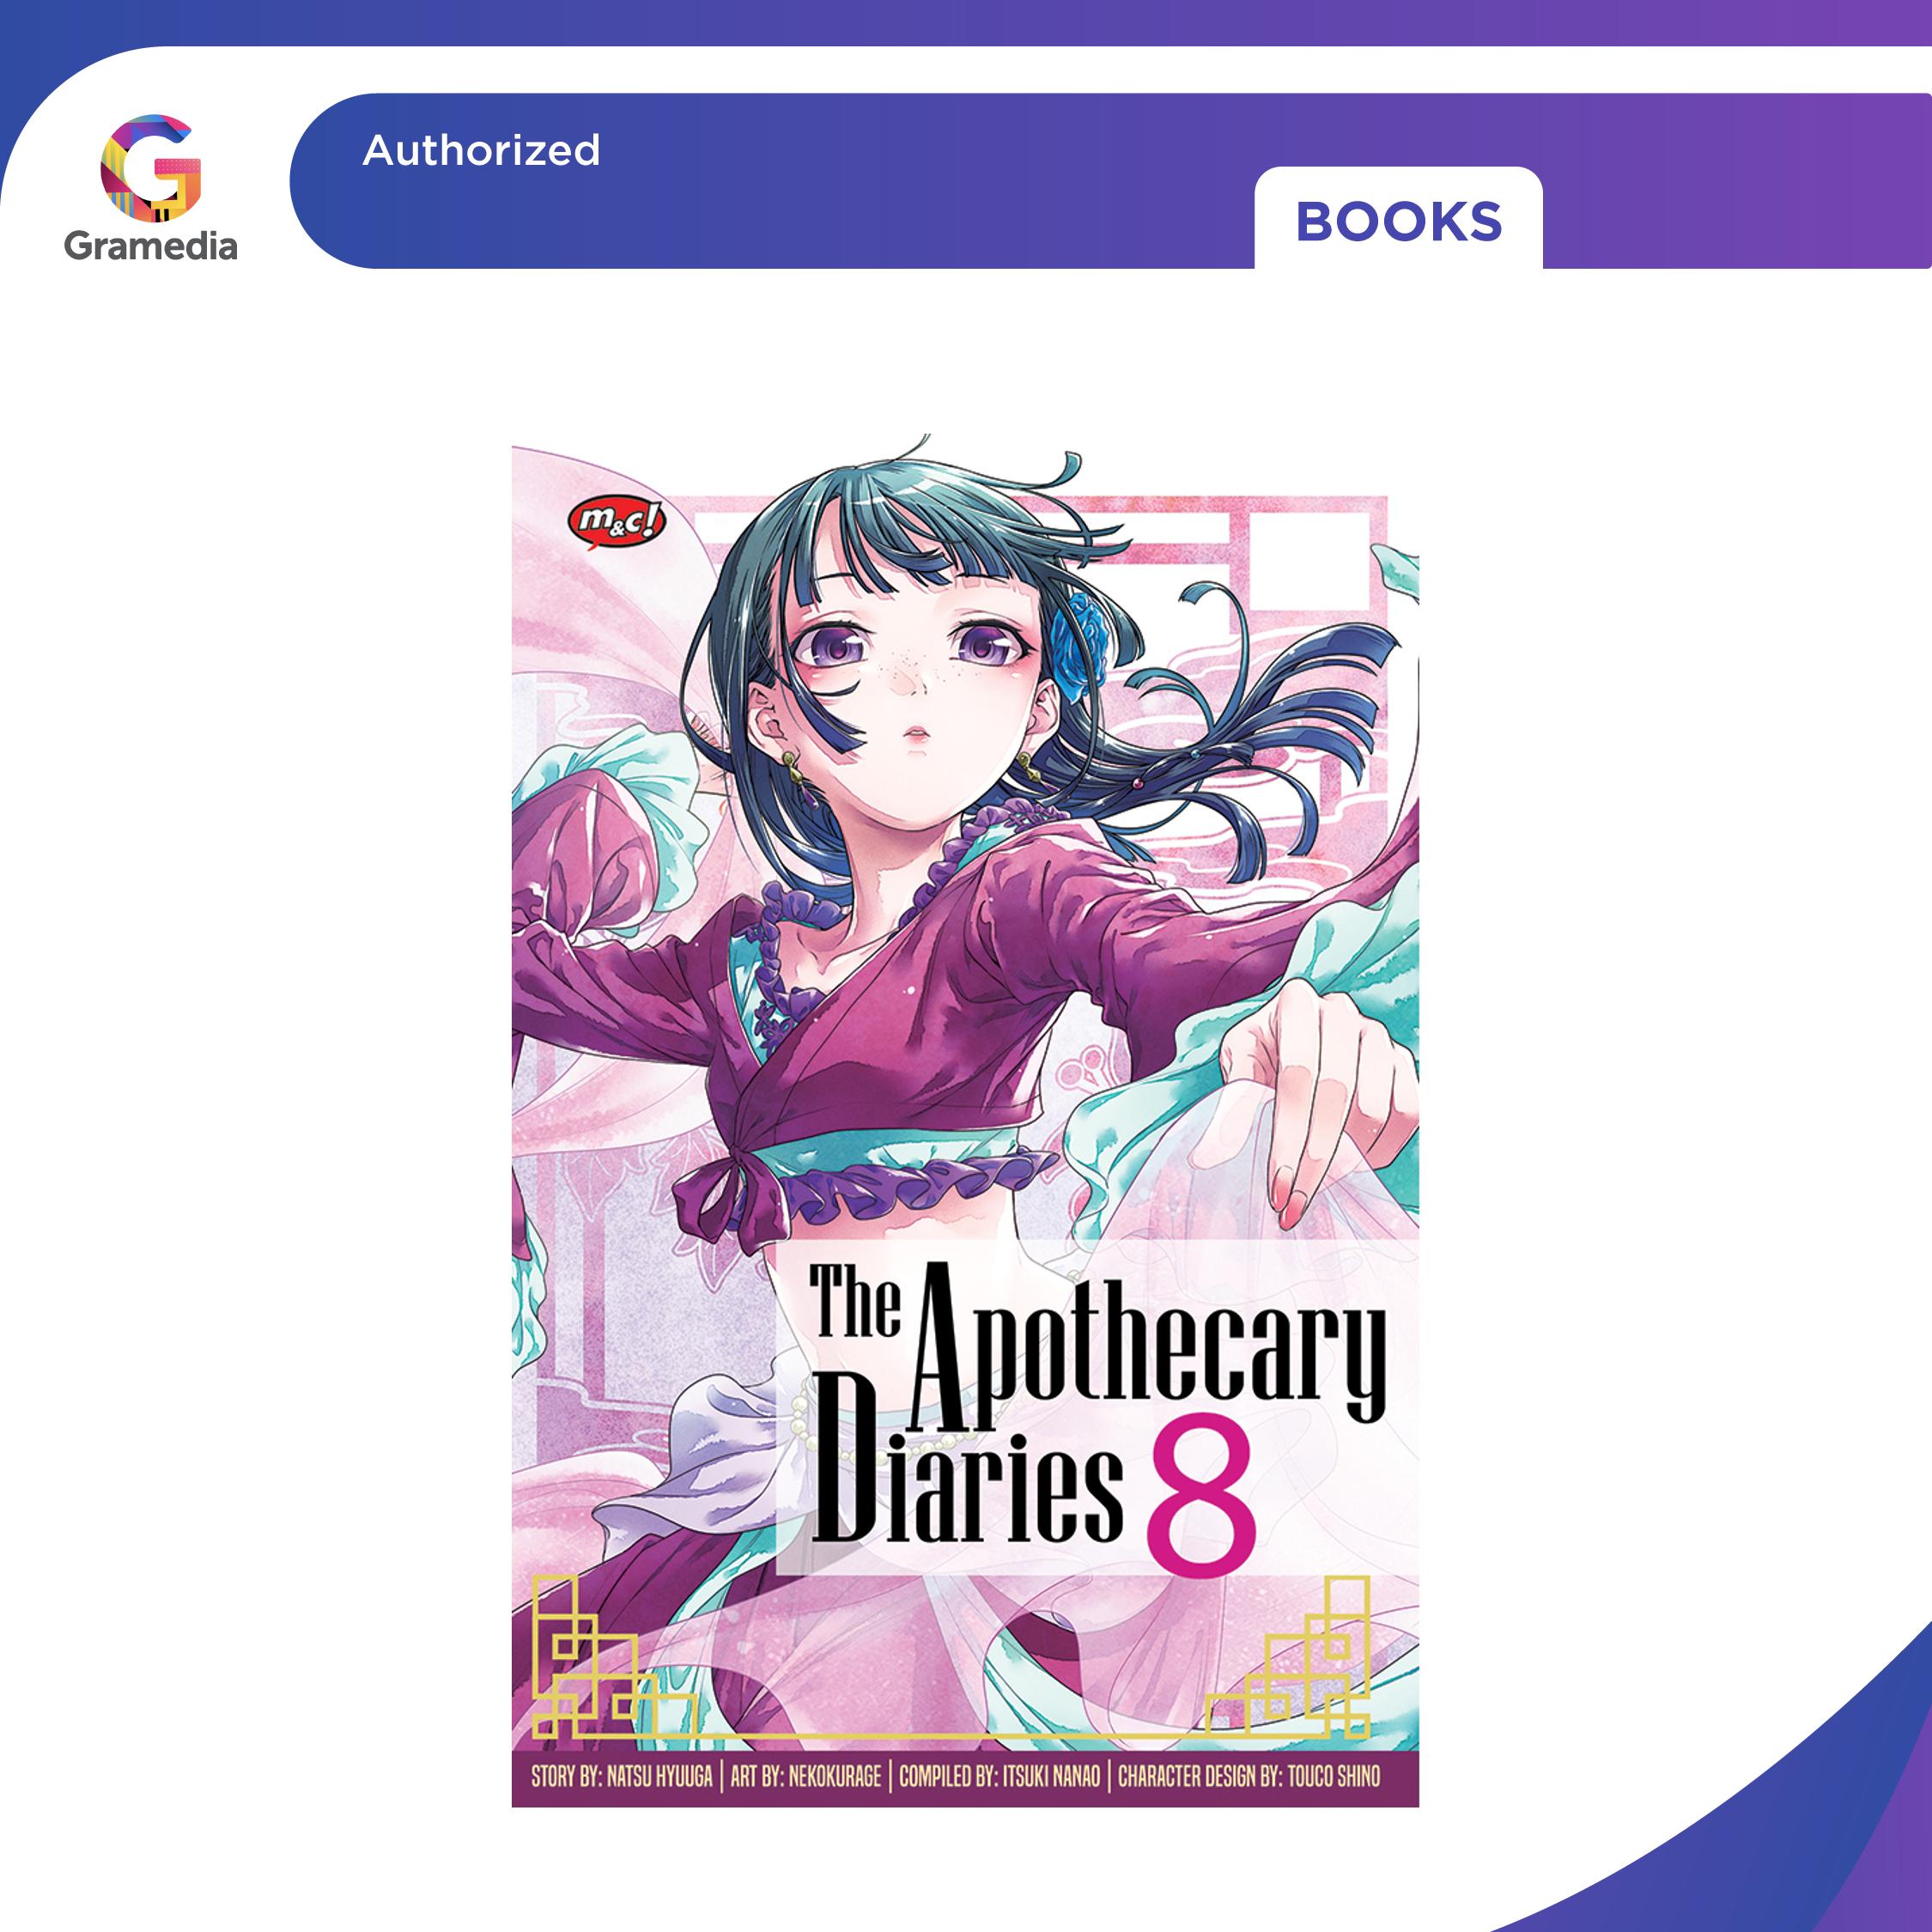 Gramedia
Authorized
BOOKS
m&c!
The Apothecary
Diaries 8
STORY BY: NATSU HYUUGA | ART BY: NEKOKURAGE | COMPILED BY: ITSUKI NANAO | CHARACTER DESIGN BY: TOUCO SHINO